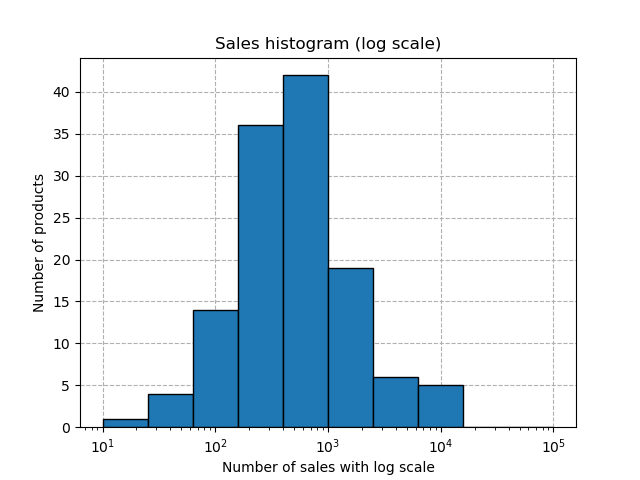 Sales histogram (log scale)
40
35
30
25
20
15
10
5
0
Number of products
10¹ 10² 10³ 10⁴ 10⁵
Number of sales with log scale